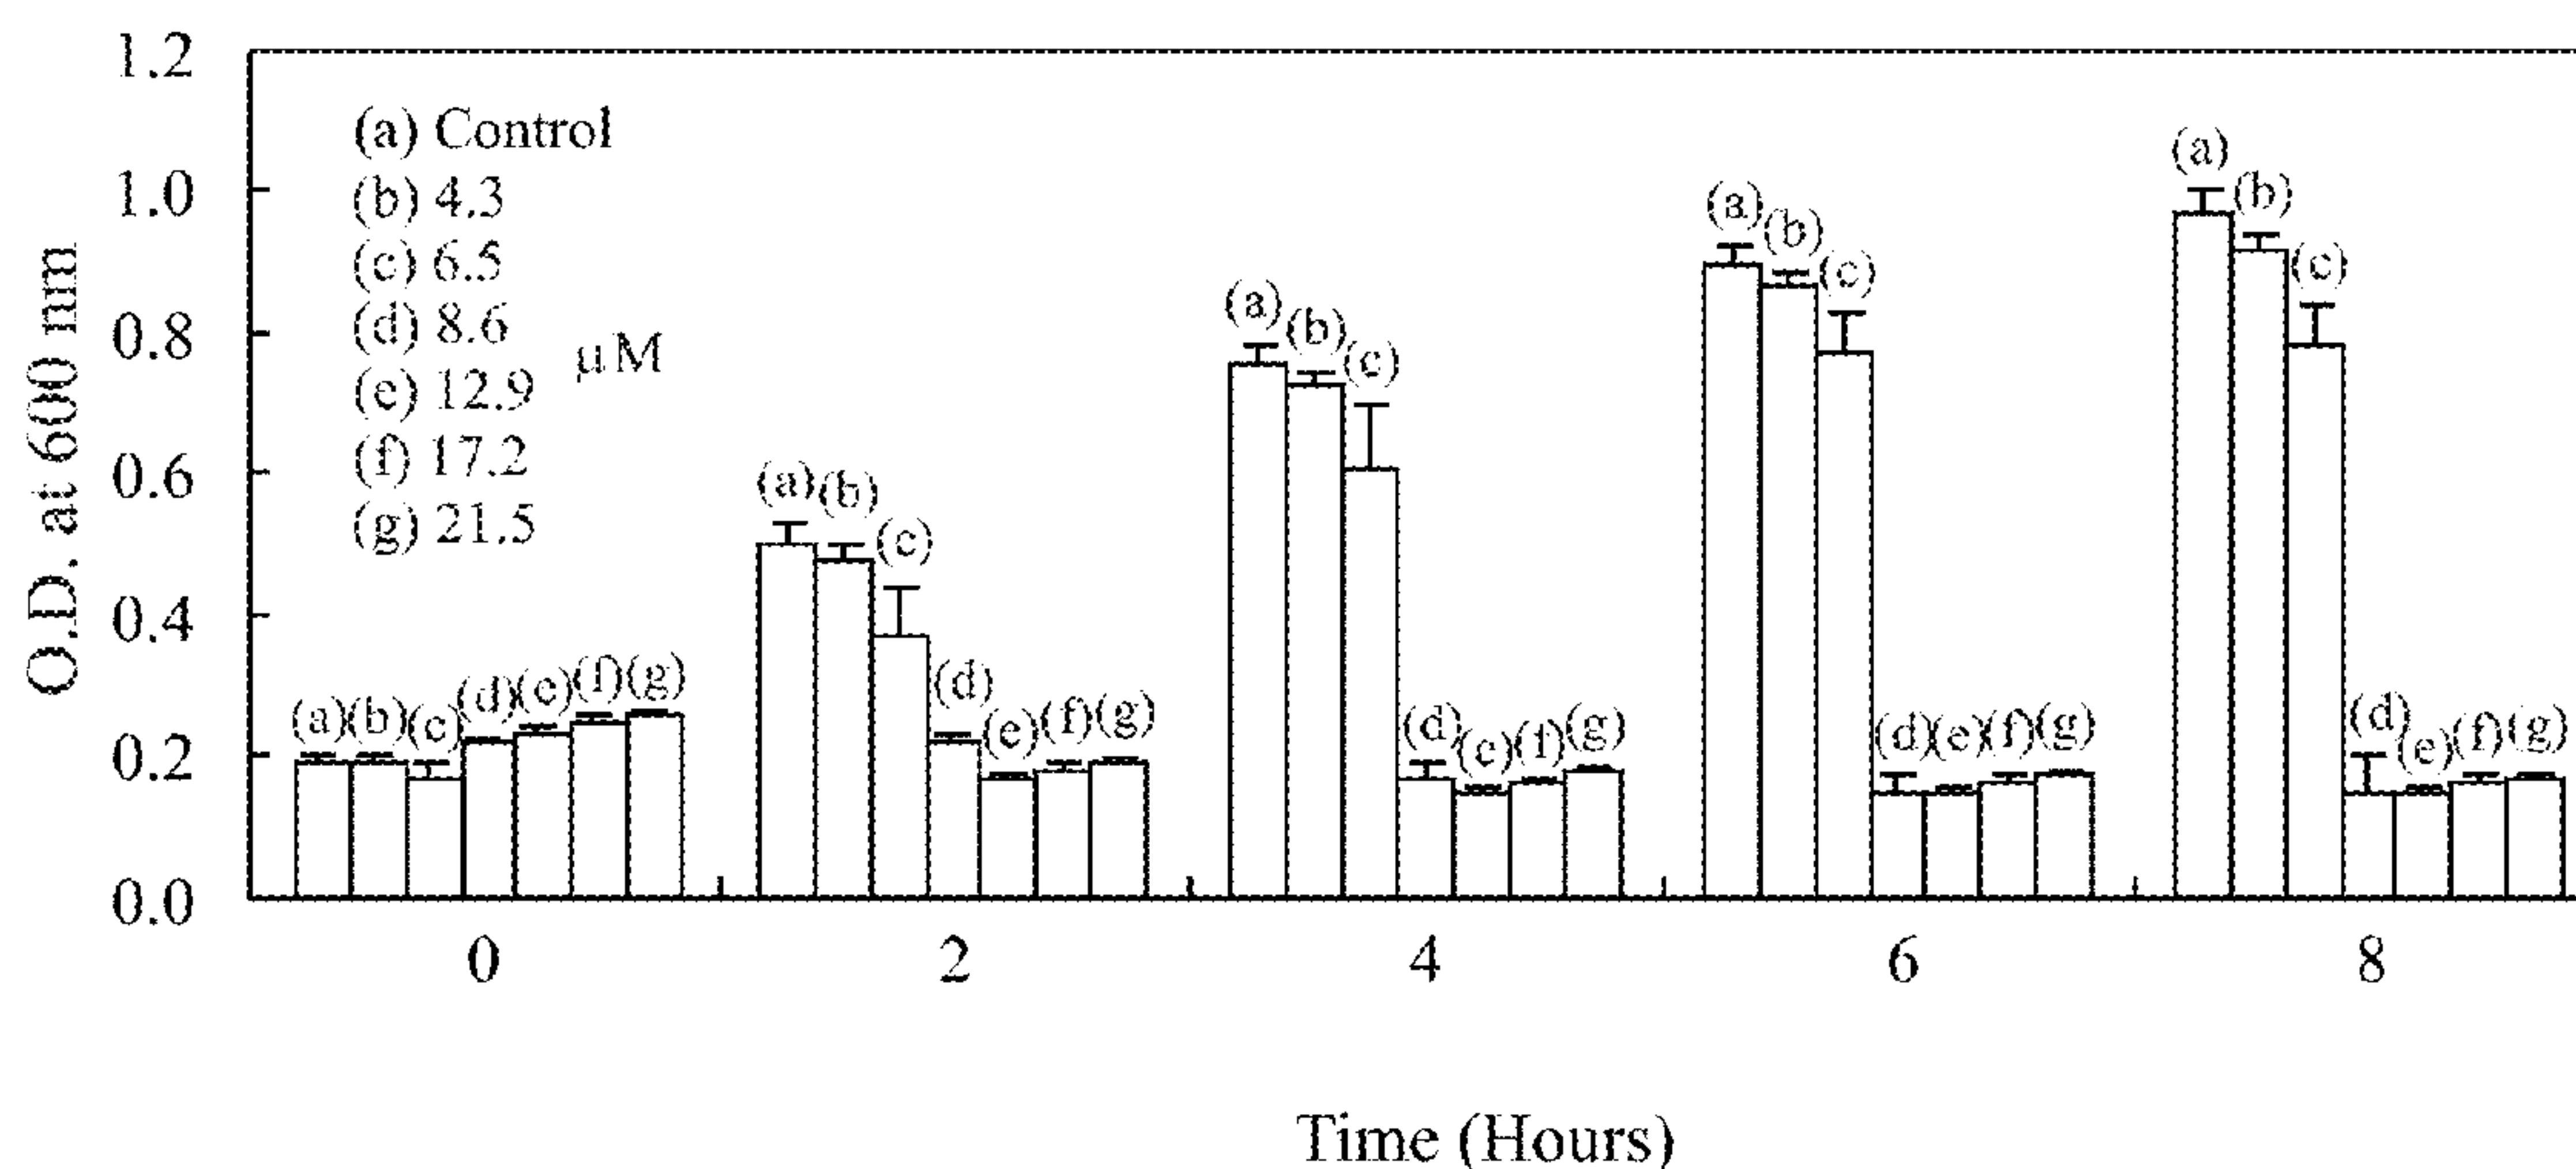 1.2
1.0
0.8
0.6
0.4
0.2
0.0
O.D. at 600 nm
(a) Control
(b) 4.3
(c) 6.5
(d) 8.6
(e) 12.9
(f) 17.2
(g) 21.5
μM
(a) (b) (c) (d) (e) (f) (g)
(a) (b) (c) (d) (e) (f) (g)
(a) (b) (c) (d) (e) (f) (g)
(a) (b) (c) (d) (e) (f) (g)
(a) (b) (c) (d) (e) (f) (g)
0 2 4 6 8
Time (Hours)